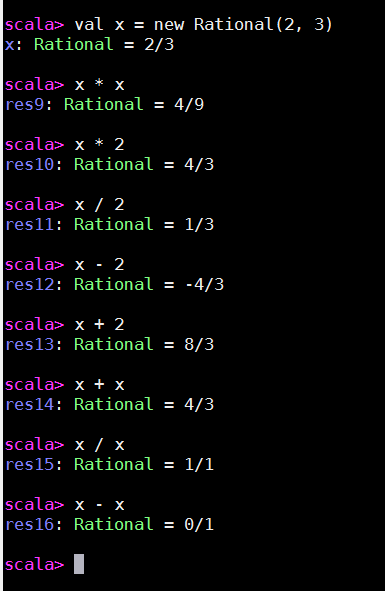 scala> val x = new Rational(2, 3)
x: Rational = 2/3
scala> x * x
res9: Rational = 4/9
scala> x * 2
res10: Rational = 4/3
scala> x / 2
res11: Rational = 1/3
scala> x - 2
res12: Rational = -4/3
scala> x + 2
res13: Rational = 8/3
scala> x + x
res14: Rational = 4/3
scala> x / x
res15: Rational = 1/1
scala> x - x
res16: Rational = 0/1
scala>